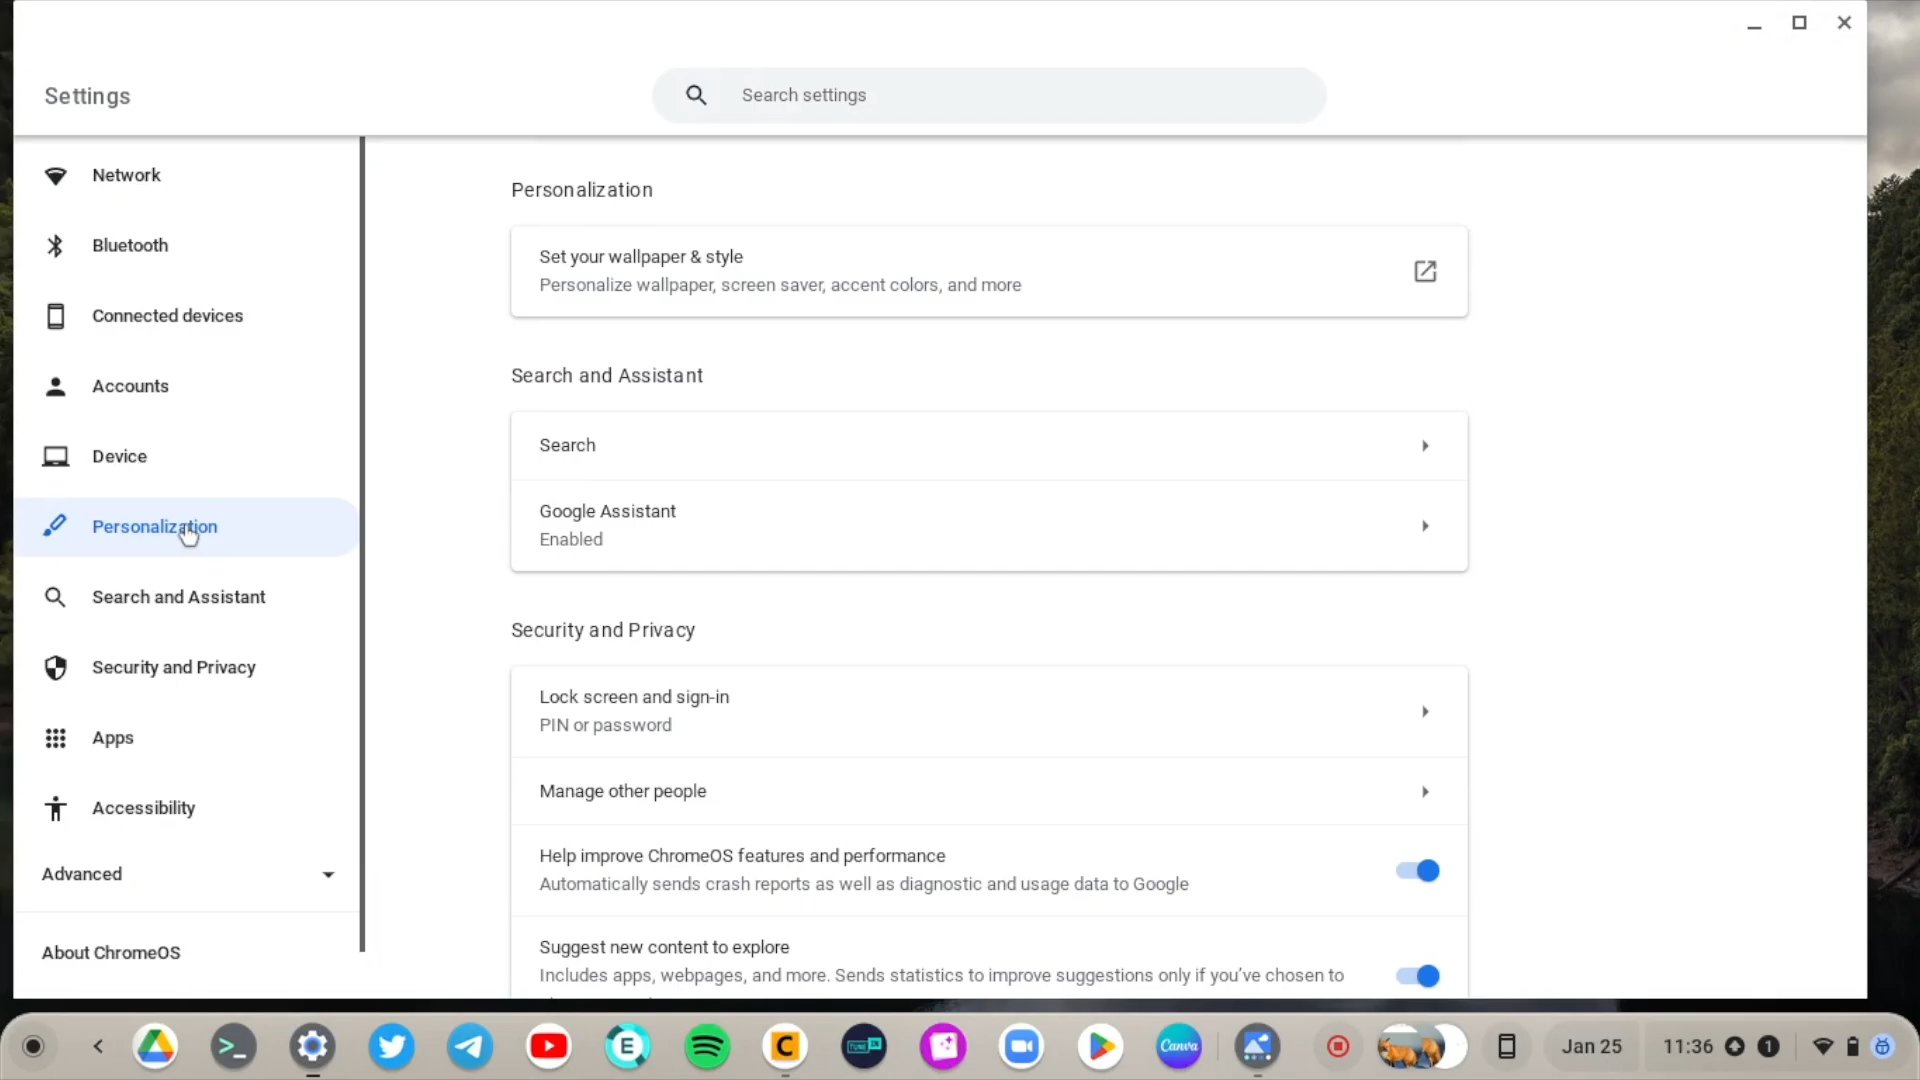 Settings
Search settings
Network
Bluetooth
Connected devices
Accounts
Device
Personalization
Search and Assistant
Security and Privacy
Apps
Accessibility
Advanced
About ChromeOS
Personalization
Set your wallpaper & style
Personalize wallpaper, screen saver, accent colors, and more
Search and Assistant
Search
Google Assistant
Enabled
Security and Privacy
Lock screen and sign-in
PIN or password
Manage other people
Help improve ChromeOS features and performance
Automatically sends crash reports as well as diagnostic and usage data to Google
Suggest new content to explore
Includes apps, webpages, and more. Sends statistics to improve suggestions only if you've chosen to
>_
E
C
TUNE IN
Canva
Jan 25
11:36
1